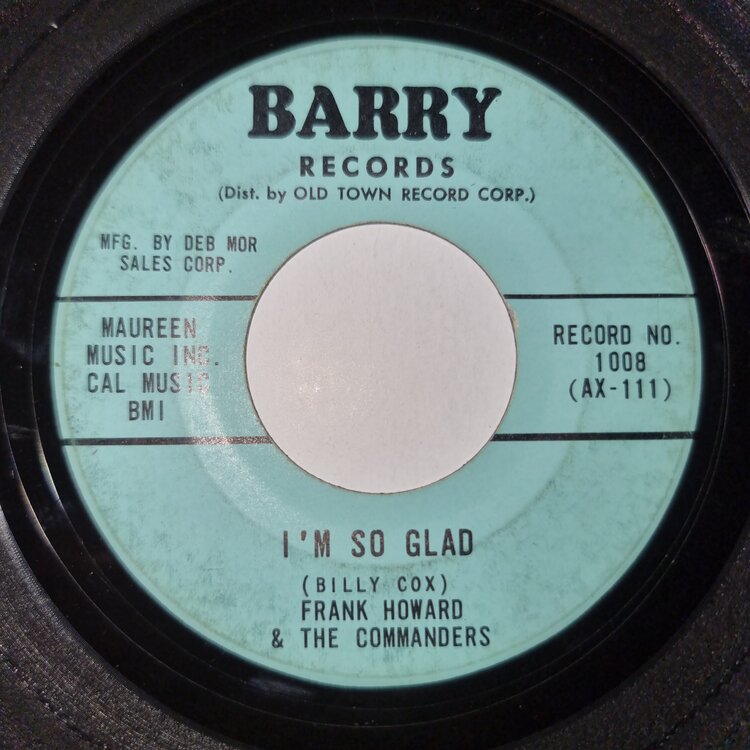 BARRY
RECORDS
(Dist. by OLD TOWN RECORD CORP.)
MFG. BY DEB MOR
SALES CORP.
MAUREEN
MUSIC INC.
CAL MUSIC
BMI
RECORD NO.
1008
(AX-111)
I'M SO GLAD
(BILLY COX)
FRANK HOWARD
& THE COMMANDERS